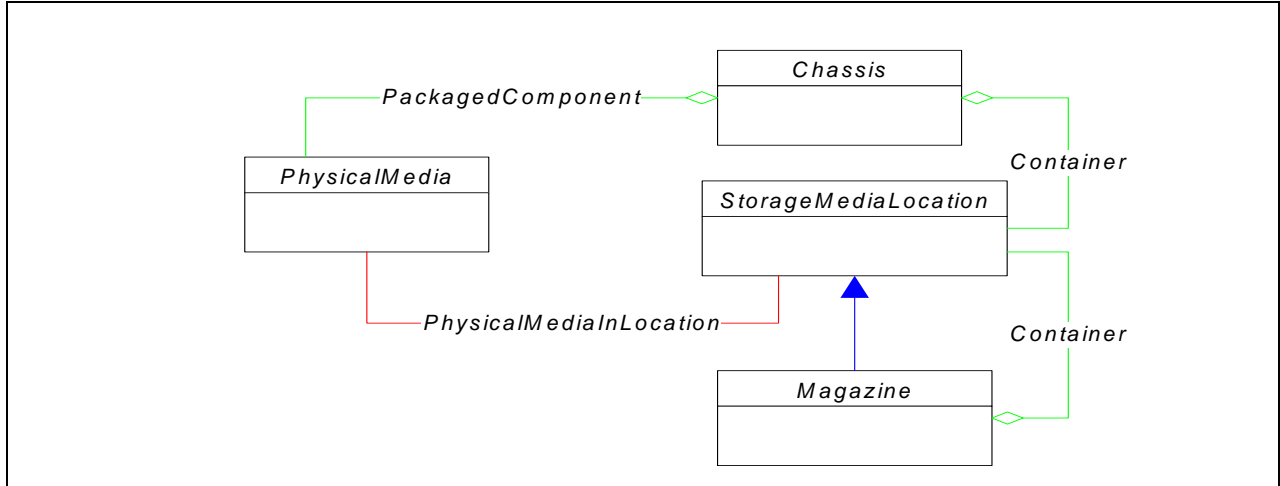 Chassis
PackagedComponent
Container
PhysicalMedia
StorageMediaLocation
PhysicalMediaInLocation
Container
Magazine